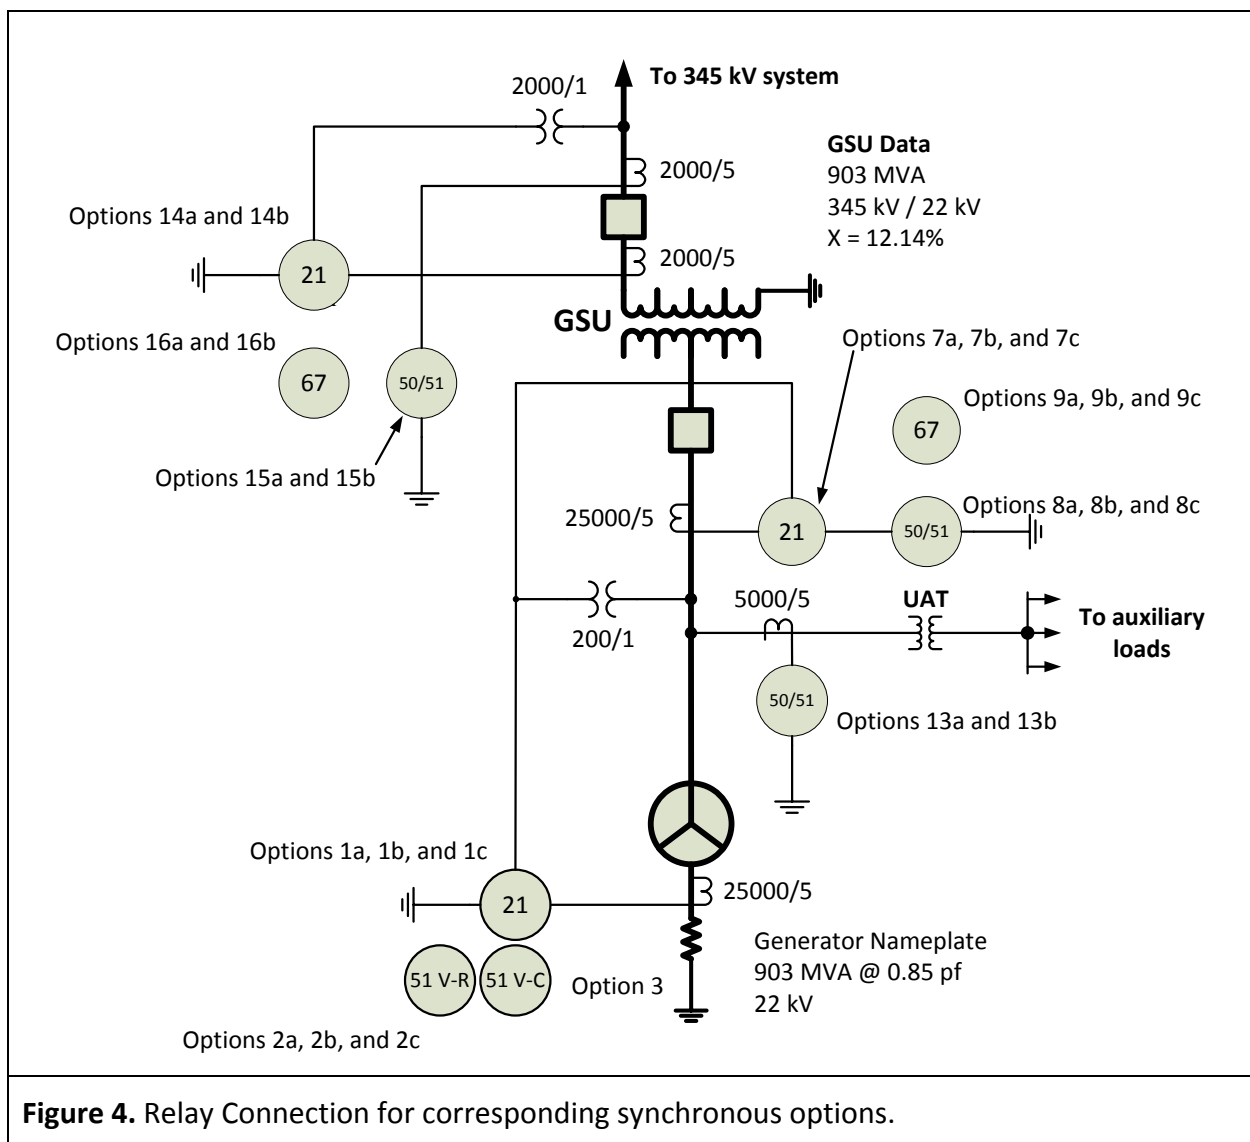 To 345 kV system
2000/1
GSU Data
903 MVA
345 kV / 22 kV
X = 12.14%
2000/5
Options 14a and 14b
2000/5
21
GSU
Options 16a and 16b
67
50/51
Options 7a, 7b, and 7c
Options 9a, 9b, and 9c
67
Options 15a and 15b
25000/5
21
50/51
Options 8a, 8b, and 8c
200/1
5000/5
UAT
To auxiliary
loads
50/51
Options 13a and 13b
Options 1a, 1b, and 1c
21
25000/5
51 V-R
51 V-C
Option 3
Generator Nameplate
903 MVA @ 0.85 pf
22 kV
Options 2a, 2b, and 2c
Figure 4. Relay Connection for corresponding synchronous options.